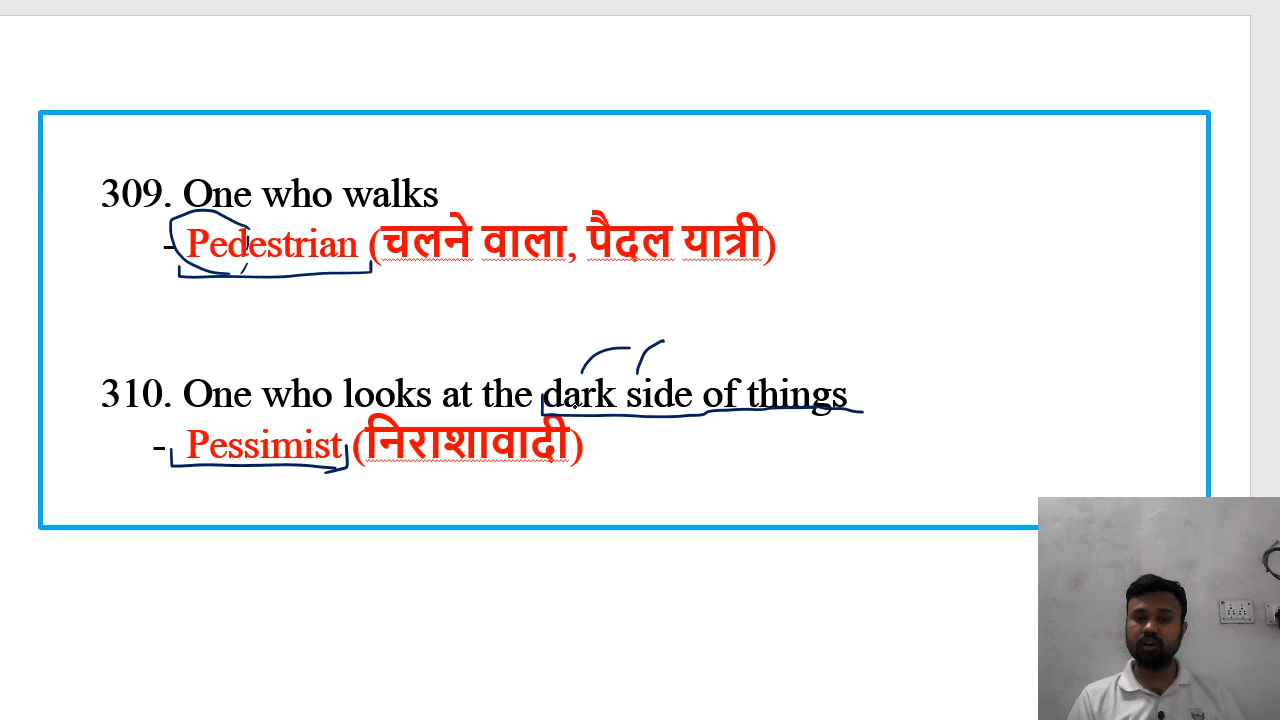 309. One who walks
- Pedestrian (चलने वाला, पैदल यात्री)
310. One who looks at the dark side of things
- Pessimist (निराशावादी)